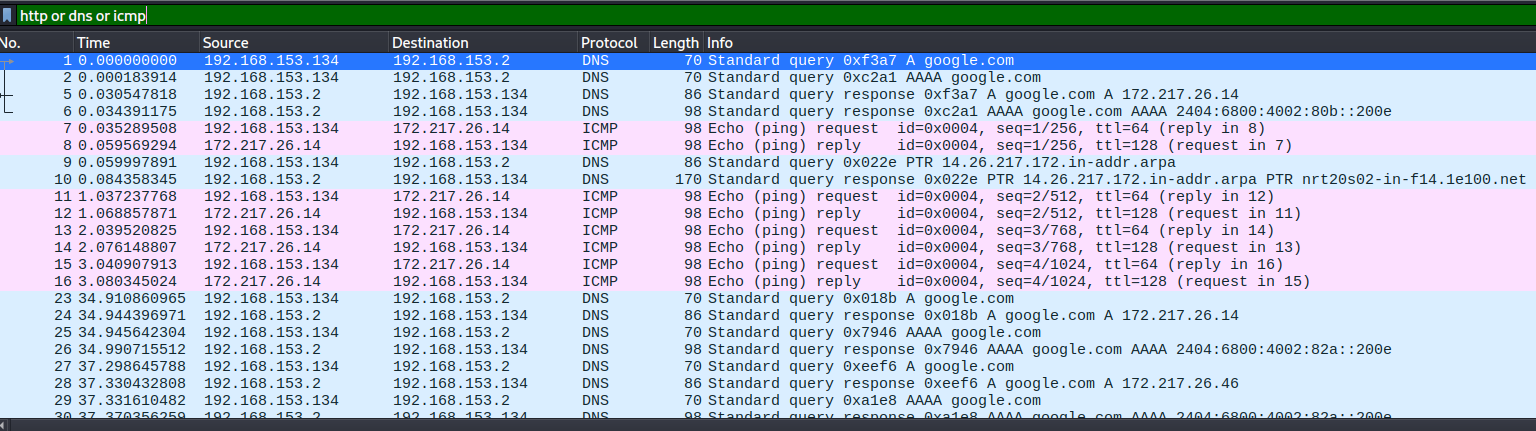 http or dns or icmp
No. Time Source Destination Protocol Length Info
1 0.000000000 192.168.153.134 192.168.153.2 DNS 70 Standard query 0xf3a7 A google.com
2 0.000183914 192.168.153.134 192.168.153.2 DNS 70 Standard query 0xc2a1 AAAA google.com
5 0.030547818 192.168.153.2 192.168.153.134 DNS 86 Standard query response 0xf3a7 A google.com A 172.217.26.14
6 0.034391175 192.168.153.2 192.168.153.134 DNS 98 Standard query response 0xc2a1 AAAA google.com AAAA 2404:6800:4002:80b::200e
7 0.035289508 192.168.153.134 172.217.26.14 ICMP 98 Echo (ping) request id=0x0004, seq=1/256, ttl=64 (reply in 8)
8 0.059569294 172.217.26.14 192.168.153.134 ICMP 98 Echo (ping) reply id=0x0004, seq=1/256, ttl=128 (request in 7)
9 0.059997891 192.168.153.134 192.168.153.2 DNS 86 Standard query 0x022e PTR 14.26.217.172.in-addr.arpa
10 0.084358345 192.168.153.2 192.168.153.134 DNS 170 Standard query response 0x022e PTR 14.26.217.172.in-addr.arpa PTR nrt20s02-in-f14.1e100.net
11 1.037237768 192.168.153.134 172.217.26.14 ICMP 98 Echo (ping) request id=0x0004, seq=2/512, ttl=64 (reply in 12)
12 1.068857871 172.217.26.14 192.168.153.134 ICMP 98 Echo (ping) reply id=0x0004, seq=2/512, ttl=128 (request in 11)
13 2.039520825 192.168.153.134 172.217.26.14 ICMP 98 Echo (ping) request id=0x0004, seq=3/768, ttl=64 (reply in 14)
14 2.076148807 172.217.26.14 192.168.153.134 ICMP 98 Echo (ping) reply id=0x0004, seq=3/768, ttl=128 (request in 13)
15 3.040907913 192.168.153.134 172.217.26.14 ICMP 98 Echo (ping) request id=0x0004, seq=4/1024, ttl=64 (reply in 16)
16 3.080345024 172.217.26.14 192.168.153.134 ICMP 98 Echo (ping) reply id=0x0004, seq=4/1024, ttl=128 (request in 15)
23 34.910860965 192.168.153.134 192.168.153.2 DNS 70 Standard query 0x018b A google.com
24 34.944396971 192.168.153.2 192.168.153.134 DNS 86 Standard query response 0x018b A google.com A 172.217.26.14
25 34.945642304 192.168.153.134 192.168.153.2 DNS 70 Standard query 0x7946 AAAA google.com
26 34.990715512 192.168.153.2 192.168.153.134 DNS 98 Standard query response 0x7946 AAAA google.com AAAA 2404:6800:4002:82a::200e
27 37.298645788 192.168.153.134 192.168.153.2 DNS 70 Standard query 0xeef6 A google.com
28 37.330432808 192.168.153.2 192.168.153.134 DNS 86 Standard query response 0xeef6 A google.com A 172.217.26.46
29 37.331610482 192.168.153.134 192.168.153.2 DNS 70 Standard query 0xa1e8 AAAA google.com
30 37.370356259 192.168.153.2 192.168.153.134 DNS 98 Standard query response 0xa1e8 AAAA google.com AAAA 2404:6800:4002:82a::200e